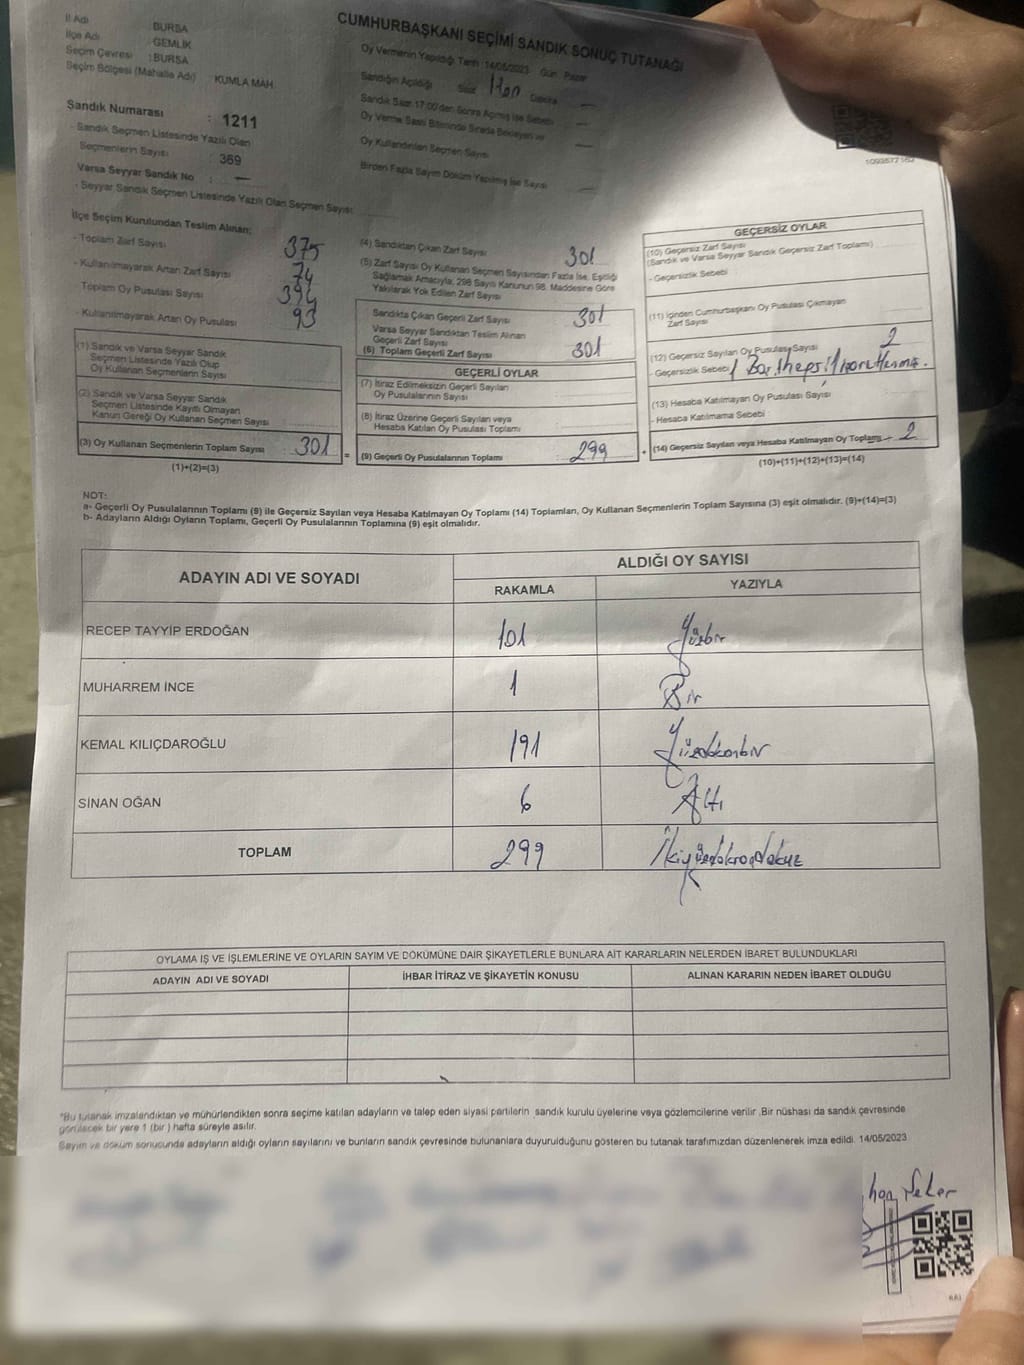 CUMHURBAŞKANI SEÇİMİ SANDIK SONUÇ TUTANAĞI
İl Adı : BURSA
İlçe Adı : GEMLİK
Seçim Çevresi : BURSA
Seçim Bölgesi (Mahalle Adı) KUMLA MAH
Sandık Numarası : 1211
- Sandık Seçmen Listesinde Yazılı Olan
Seçmenlerin Sayısı : 369
Varsa Seyyar Sandık No : —
- Seyyar Sandık Seçmen Listesinde Yazılı Olan Seçmen Sayısı
Oy Vermenin Yapıldığı Tarih :14/05/2023 Gün Pazar
Sandığın Açıldığı Saat Dakika —
Sandık Saat 17:00'den Sonra Açılmış İse Sebebi —
Oy Verme Saati Bitiminde Sırada Bekleyen ve —
Oy Kullandırılan Seçmen Sayısı
Birden Fazla Sayım Döküm Yapılmış İse Sayısı —
1093577162
İlçe Seçim Kurulundan Teslim Alınan;
- Toplam Zarf Sayısı 375
- Kullanılmayarak Artan Zarf Sayısı 74
Toplam Oy Pusulası Sayısı 394
- Kullanılmayarak Artan Oy Pusulası 93
(1) Sandık ve Varsa Seyyar Sandık
Seçmen Listesinde Yazılı Olup
Oy Kullanan Seçmenlerin Sayısı
(2) Sandık ve Varsa Seyyar Sandık
Seçmen Listesinde Kayıtlı Olmayan
Kanun Gereği Oy Kullanan Seçmen Sayısı
(3) Oy Kullanan Seçmenlerin Toplam Sayısı 301 =
(1)+(2)=(3)
(4) Sandıktan Çıkan Zarf Sayısı 301
(5) Zarf Sayısı Oy Kullanan Seçmen Sayısından Fazla İse, Eşitliği
Sağlamak Amacıyla, 298 Sayılı Kanunun 98. Maddesine Göre
Yakılarak Yok Edilen Zarf Sayısı
Sandıkta Çıkan Geçerli Zarf Sayısı 301
Varsa Seyyar Sandıktan Teslim Alınan
Geçerli Zarf Sayısı
(6) Toplam Geçerli Zarf Sayısı 301
GEÇERLİ OYLAR
(7) İtiraz Edilmeksizin Geçerli Sayılan
Oy Pusulalarının Sayısı
(8) İtiraz Üzerine Geçerli Sayılan veya
Hesaba Katılan Oy Pusulası Toplamı
(9) Geçerli Oy Pusulalarının Toplamı 299 +
GEÇERSİZ OYLAR
(10) Geçersiz Zarf Sayısı
(Sandık ve Varsa Seyyar Sandık Geçersiz Zarf Toplamı)
- Geçersizlik Sebebi
(11) İçinden Cumhurbaşkanı Oy Pusulası Çıkmayan
Zarf Sayısı
(12) Geçersiz Sayılan Oy Pusulası Sayısı 2
- Geçersizlik Sebebi
(13) Hesaba Katılmayan Oy Pusulası Sayısı
- Hesaba Katılmama Sebebi
(14) Geçersiz Sayılan veya Hesaba Katılmayan Oy Toplamı 2
(10)+(11)+(12)+(13)=(14)
NOT:
a- Geçerli Oy Pusulalarının Toplamı (9) ile Geçersiz Sayılan veya Hesaba Katılmayan Oy Toplamı (14) Toplamları, Oy Kullanan Seçmenlerin Toplam Sayısına (3) eşit olmalıdır. (9)+(14)=(3)
b- Adayların Aldığı Oyların Toplamı, Geçerli Oy Pusulalarının Toplamına (9) eşit olmalıdır.
ADAYIN ADI VE SOYADI
ALDIĞI OY SAYISI
RAKAMLA YAZIYLA
RECEP TAYYİP ERDOĞAN 101 Yüzbir
MUHARREM İNCE 1 Bir
KEMAL KILIÇDAROĞLU 191 Yüzdoksanbir
SİNAN OĞAN 6 Altı
TOPLAM 299 İkiyüzdoksandokuz
OYLAMA İŞ VE İŞLEMLERİNE VE OYLARIN SAYIM VE DÖKÜMÜNE DAİR ŞİKAYETLERLE BUNLARA AİT KARARLARIN NELERDEN İBARET BULUNDUKLARI
ADAYIN ADI VE SOYADI İHBAR İTİRAZ VE ŞİKAYETİN KONUSU ALINAN KARARIN NEDEN İBARET OLDUĞU
*Bu tutanak imzalandıktan ve mühürlendikten sonra seçime katılan adayların ve talep eden siyasi partilerin sandık kurulu üyelerine veya gözlemcilerine verilir .Bir nüshası da sandık çevresinde
görülecek bir yere 1 (bir ) hafta süreyle asılır.
Sayım ve döküm sonucunda adayların aldığı oyların sayılarını ve bunların sandık çevresinde bulunanlara duyurulduğunu gösteren bu tutanak tarafımızdan düzenlenerek imza edildi. 14/05/2023